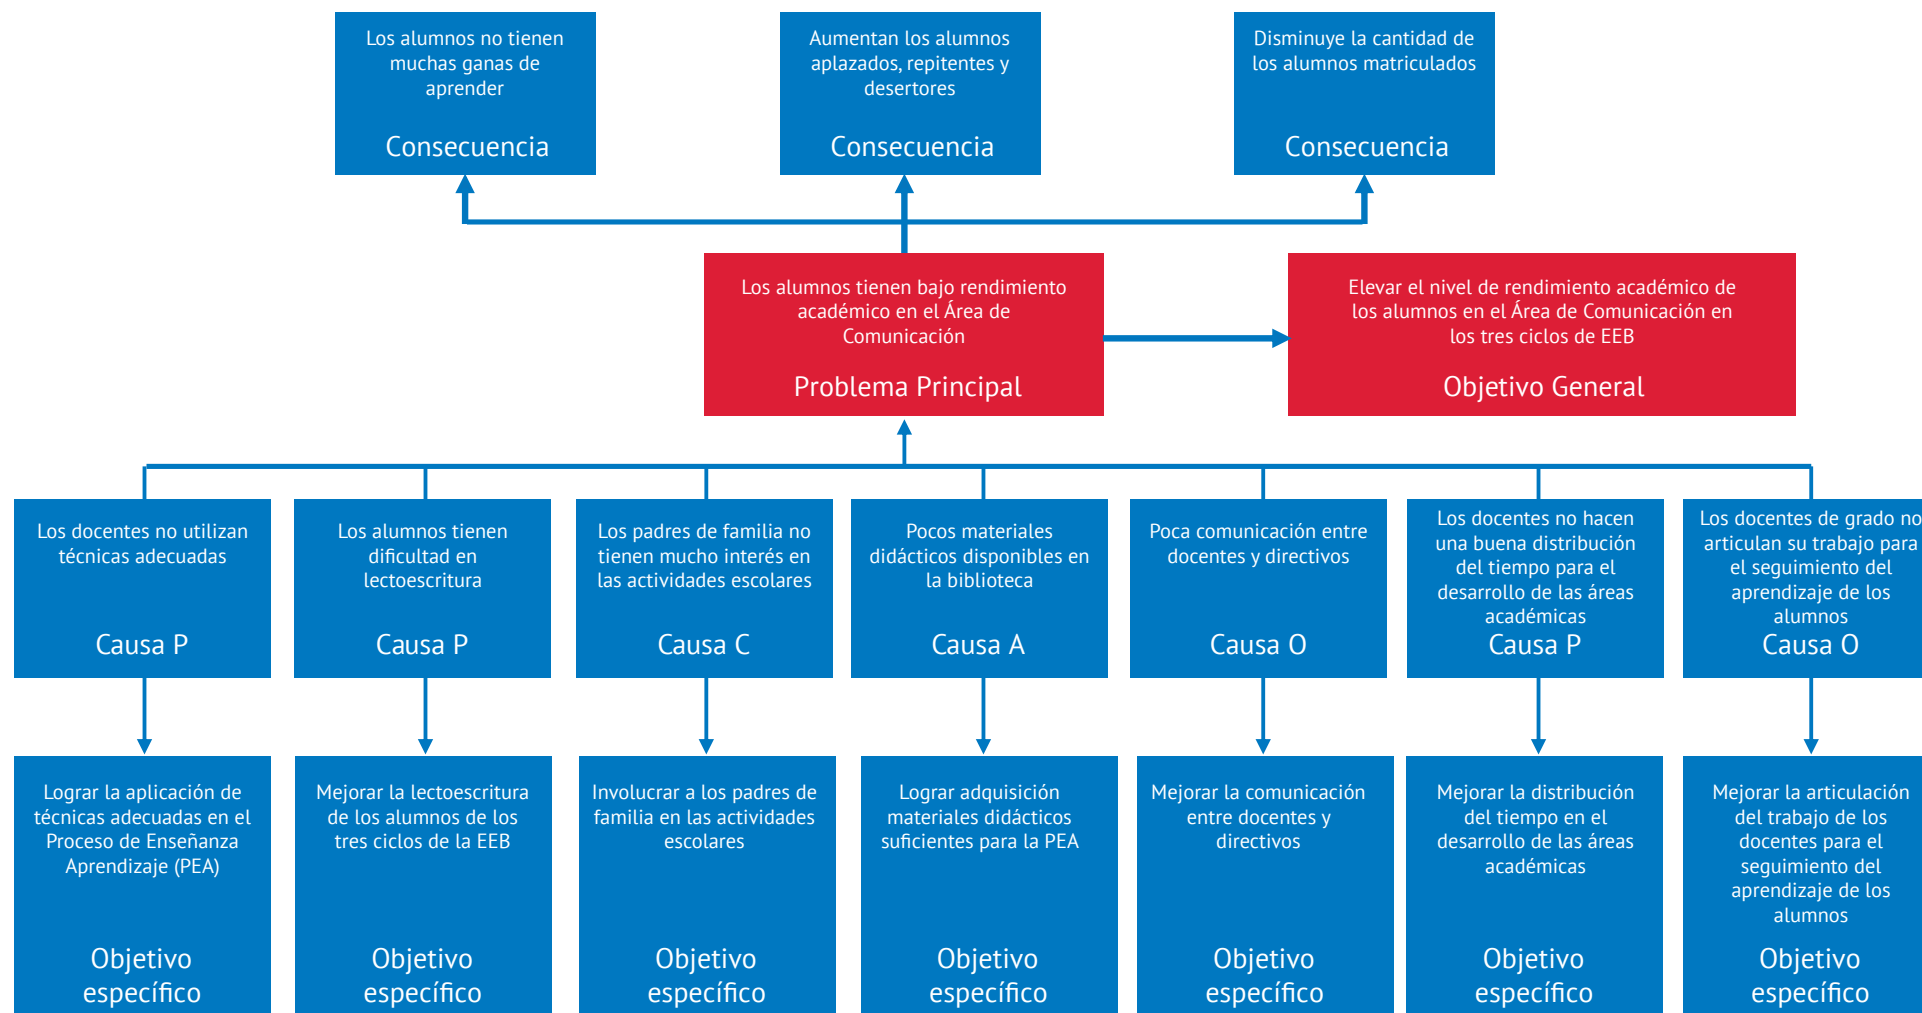 Los alumnos no tienen
muchas ganas de
aprender
Consecuencia
Aumentan los alumnos
aplazados, repitentes y
desertores
Consecuencia
Disminuye la cantidad de
los alumnos matriculados
Consecuencia
Los alumnos tienen bajo rendimiento
académico en el Área de
Comunicación
Problema Principal
Elevar el nivel de rendimiento académico de
los alumnos en el Área de Comunicación en
los tres ciclos de EEB
Objetivo General
Los docentes no utilizan
técnicas adecuadas
Causa P
Los alumnos tienen
dificultad en
lectoescritura
Causa P
Los padres de familia no
tienen mucho interés en
las actividades escolares
Causa C
Pocos materiales
didácticos disponibles en
la biblioteca
Causa A
Poca comunicación entre
docentes y directivos
Causa O
Los docentes no hacen
una buena distribución
del tiempo para el
desarrollo de las áreas
académicas
Causa P
Los docentes de grado no
articulan su trabajo para
el seguimiento del
aprendizaje de los
alumnos
Causa O
Lograr la aplicación de
técnicas adecuadas en el
Proceso de Enseñanza
Aprendizaje (PEA)
Objetivo
específico
Mejorar la lectoescritura
de los alumnos de los
tres ciclos de la EEB
Objetivo
específico
Involucrar a los padres de
familia en las actividades
escolares
Objetivo
específico
Lograr adquisición
materiales didácticos
suficientes para la PEA
Objetivo
específico
Mejorar la comunicación
entre docentes y
directivos
Objetivo
específico
Mejorar la distribución
del tiempo en el
desarrollo de las áreas
académicas
Objetivo
específico
Mejorar la articulación
del trabajo de los
docentes para el
seguimiento del
aprendizaje de los
alumnos
Objetivo
específico